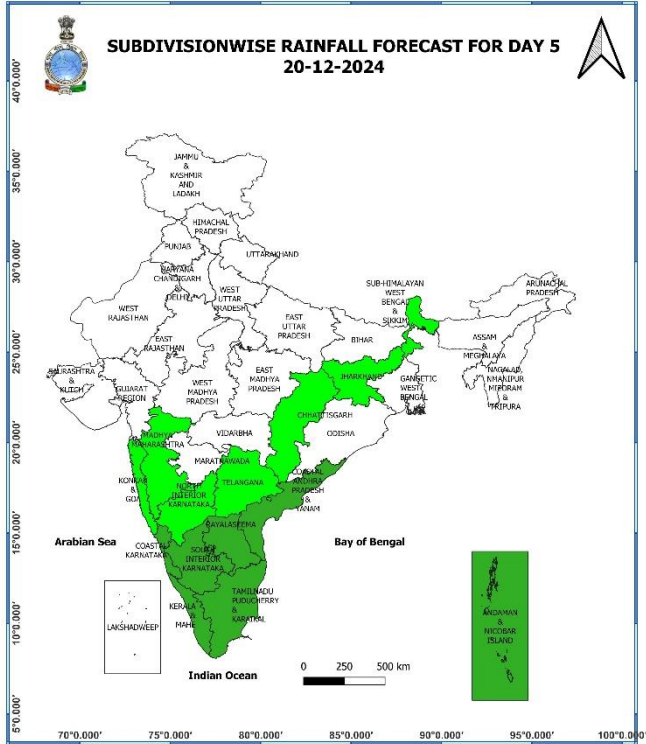 SUBDIVISIONWISE RAINFALL FORECAST FOR DAY 5
20-12-2024
40°0.000'
35°0.000'
30°0.000'
25°0.000'
20°0.000'
15°0.000'
10°0.000'
5°0.000'
JAMMU
&
KASHMIR
AND
LADAKH
HIMACHAL
PRADESH
PUNJAB
UTTARAKHAND
HARYANA
CHANDIGARH
&
DELHI
WEST
UTTAR
PRADESH
WEST
RAJASTHAN
EAST
RAJASTHAN
EAST
UTTAR
PRADESH
SUB-HIMALAYAN
WEST
BENGAL
&
SIKKIM
ARUNACHAL
PRADESH
BIHAR
ASSAM
&
MEGHALAYA
NAGALAD,
MANIPUR
MIZORAM
&
TRIPURA
SAURASHTRA
&
KUTCH
GUJARAT
REGION
WEST
MADHYA
PRADESH
EAST
MADHYA
PRADESH
JHARKHAND
GANGETIC
WEST
BENGAL
CHHATTISGARH
ODISHA
VIDARBHA
MADHYA
MAHARASHTRA
MARATHAWADA
KONKAN
&
GOA
NORTH
INTERIOR
KARNATAKA
TELANGANA
COASTAL
ANDHRA
PRADESH
&
YANAM
RAYALASEEMA
Arabian Sea
COASTAL
KARNATAKA
SOUTH
INTERIOR
KARNATAKA
Bay of Bengal
LAKSHADWEEP
KERALA
&
MAHE
TAMILNADU
PUDUCHERRY
&
KARAIKAL
ANDAMAN
&
NICOBAR
ISLAND
Indian Ocean
0 250 500 km
70°0.000' 75°0.000' 80°0.000' 85°0.000' 90°0.000' 95°0.000' 100°0.000'